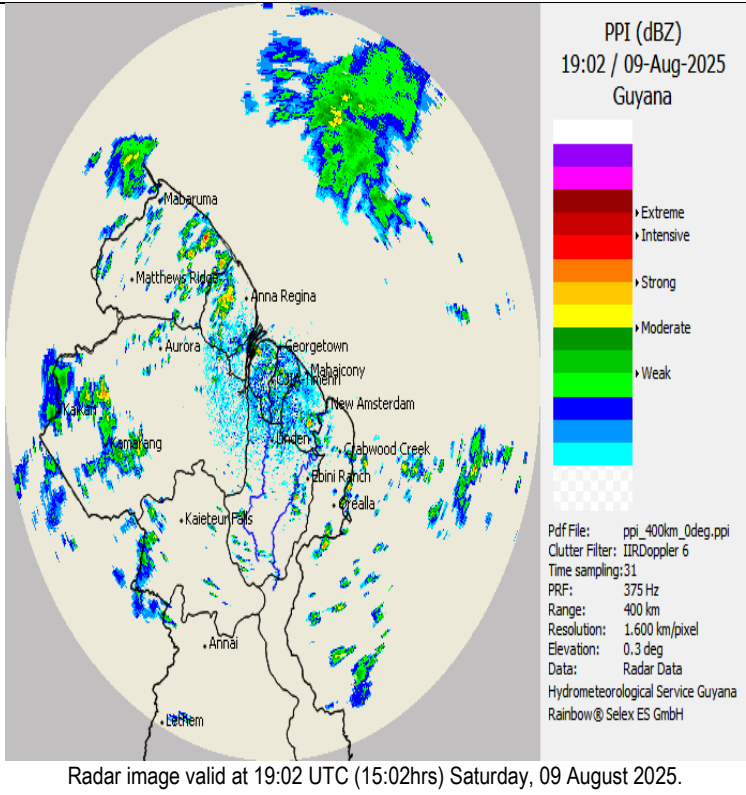 PPI (dBZ)
19:02 / 09-Aug-2025
Guyana
Extreme
Intensive
Strong
Moderate
Weak
Mabaruma
Matthews Ridge
Anna Regina
Aurora
Georgetown
Mahaicony
CJIA-Timehri
New Amsterdam
Kaikan
Kamarang
Linden
Crabwood Creek
Ebini Ranch
Orealla
Kaieteur Falls
Annai
Lethem
Pdf File: ppi_400km_0deg.ppi
Clutter Filter: IIRDoppler 6
Time sampling:31
PRF: 375 Hz
Range: 400 km
Resolution: 1.600 km/pixel
Elevation: 0.3 deg
Data: Radar Data
Hydrometeorological Service Guyana
Rainbow® Selex ES GmbH
Radar image valid at 19:02 UTC (15:02hrs) Saturday, 09 August 2025.